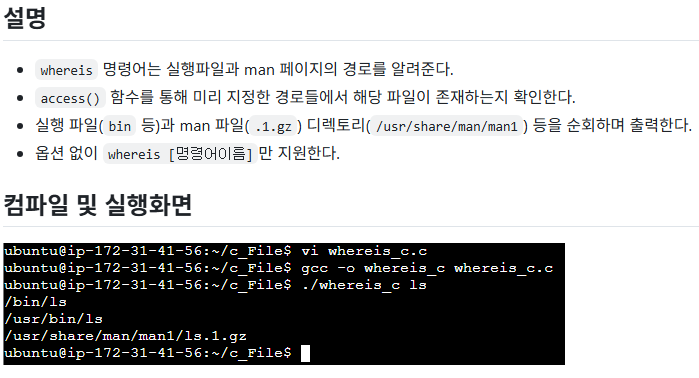 설명
whereis 명령어는 실행파일과 man 페이지의 경로를 알려준다.
access() 함수를 통해 미리 지정한 경로들에서 해당 파일이 존재하는지 확인한다.
실행 파일( bin 등)과 man 파일( .1.gz ) 디렉토리( /usr/share/man/man1 ) 등을 순회하며 출력한다.
옵션 없이 whereis [명령어이름] 만 지원한다.
컴파일 및 실행화면
ubuntu@ip-172-31-41-56:~/c_File$ vi whereis_c.c
ubuntu@ip-172-31-41-56:~/c_File$ gcc -o whereis_c whereis_c.c
ubuntu@ip-172-31-41-56:~/c_File$ ./whereis_c ls
/bin/ls
/usr/bin/ls
/usr/share/man/man1/ls.1.gz
ubuntu@ip-172-31-41-56:~/c_File$